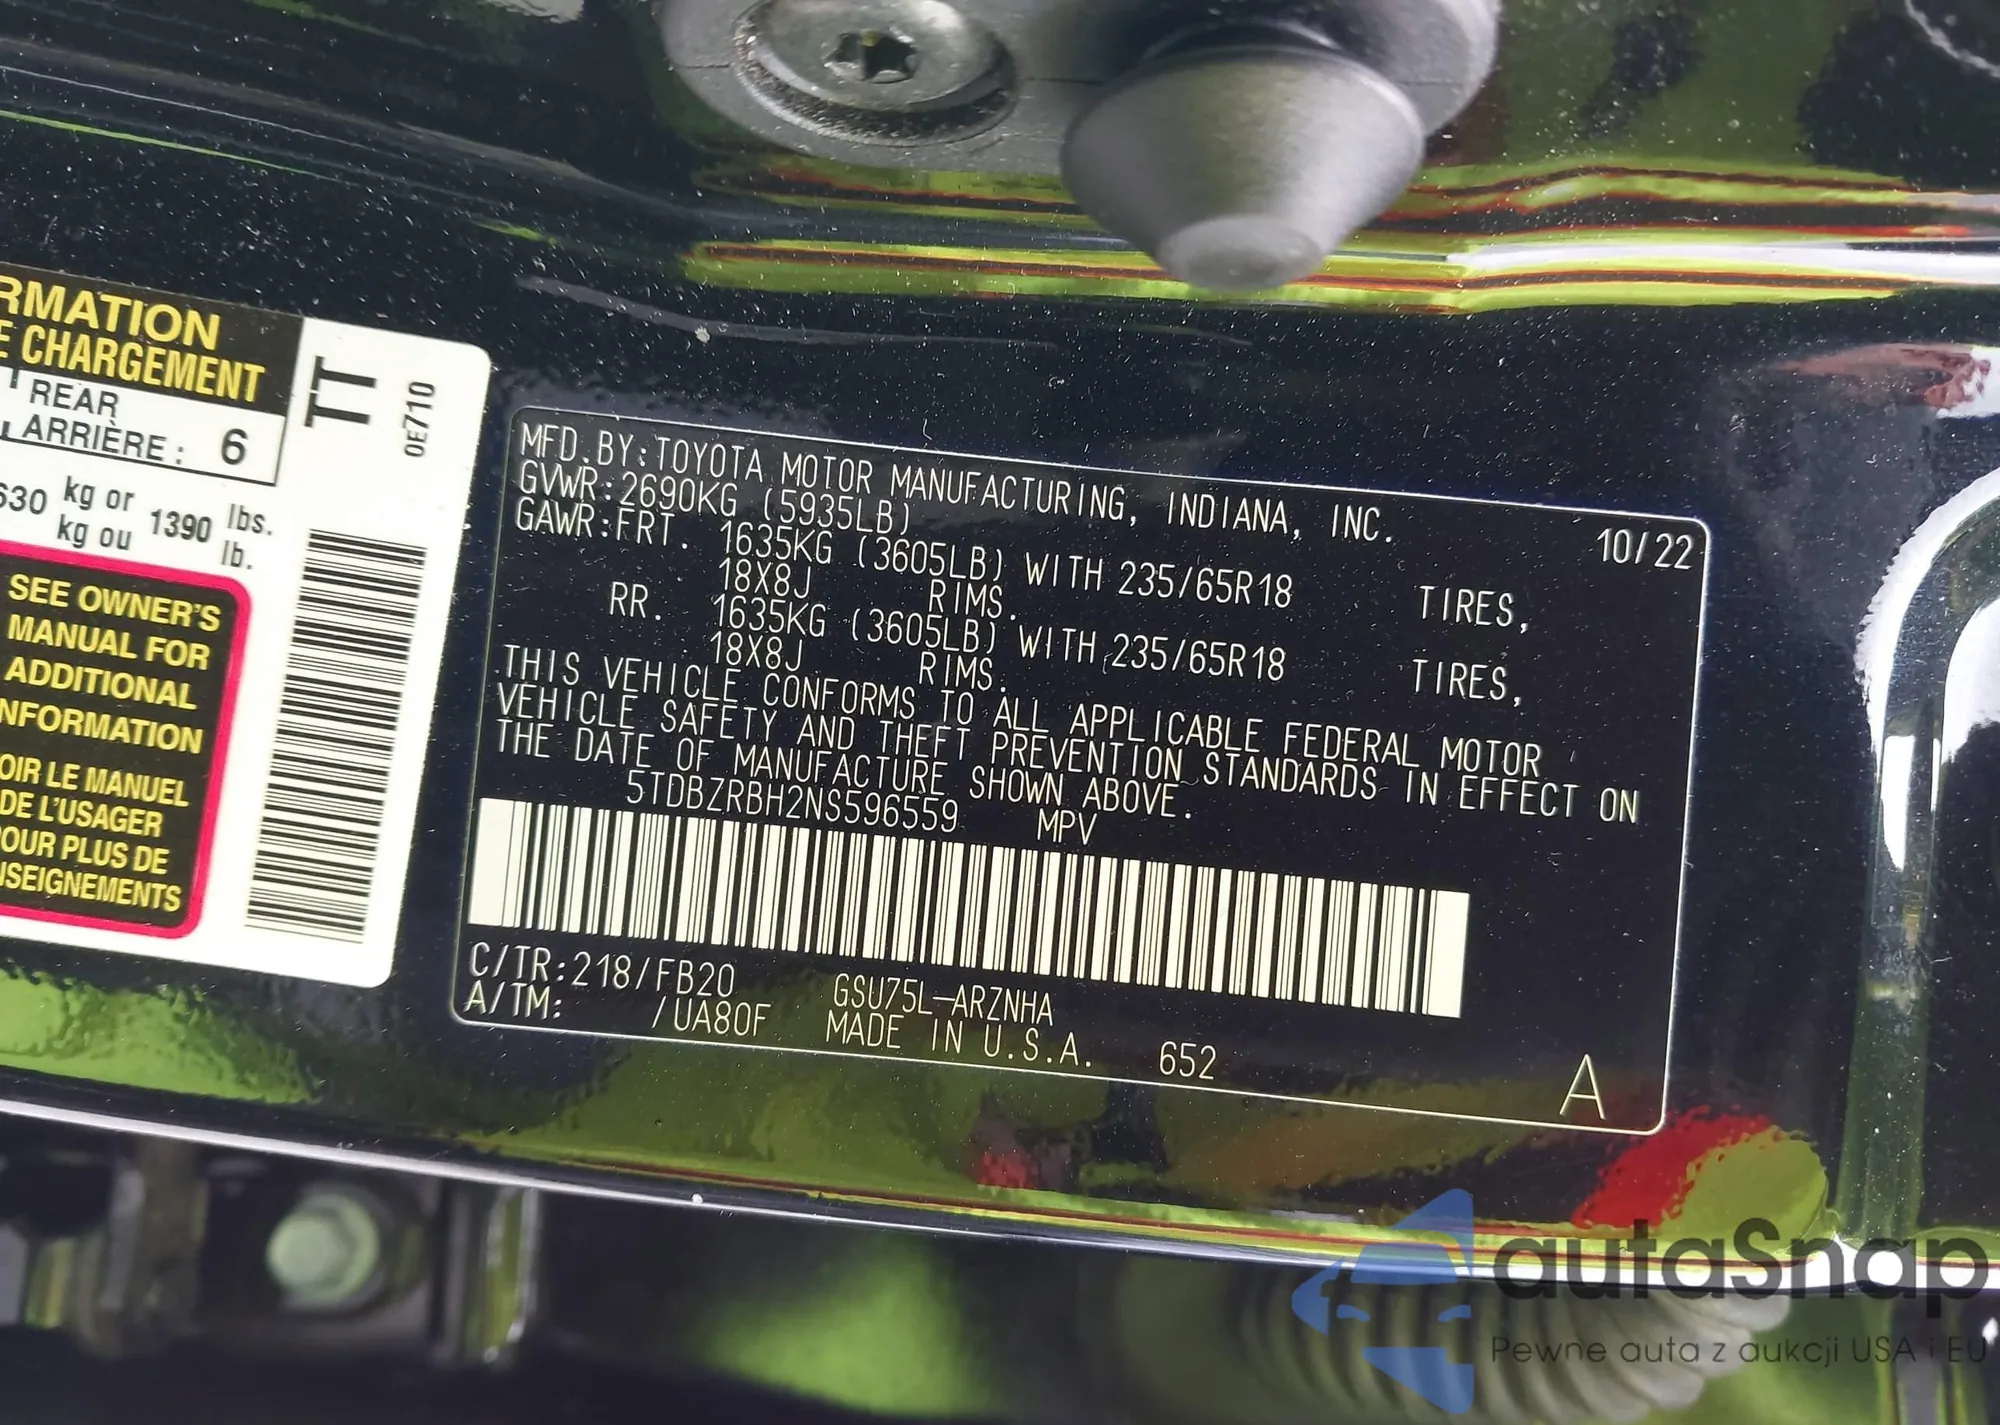 RMATION
E CHARGEMENT
REAR
ARRIÈRE : 6
630 kg or 1390 lbs.
kg ou lb.
SEE OWNER'S
MANUAL FOR
ADDITIONAL
NFORMATION
OIR LE MANUEL
DE L'USAGER
OUR PLUS DE
NSEIGNEMENTS
TT
0E710
MFD.BY:TOYOTA MOTOR MANUFACTURING, INDIANA, INC. 10/22
GVWR:2690KG (5935LB)
GAWR:FRT. 1635KG (3605LB) WITH 235/65R18 TIRES,
18X8J RIMS.
RR. 1635KG (3605LB) WITH 235/65R18 TIRES,
18X8J RIMS.
THIS VEHICLE CONFORMS TO ALL APPLICABLE FEDERAL MOTOR
VEHICLE SAFETY AND THEFT PREVENTION STANDARDS IN EFFECT ON
THE DATE OF MANUFACTURE SHOWN ABOVE.
5TDBZRBH2NS596559 MPV
C/TR:218/FB20 GSU75L-ARZNHA
A/TM: /UA80F MADE IN U.S.A. 652
A
autaSnap
Pewne auta z aukcji USA i EU